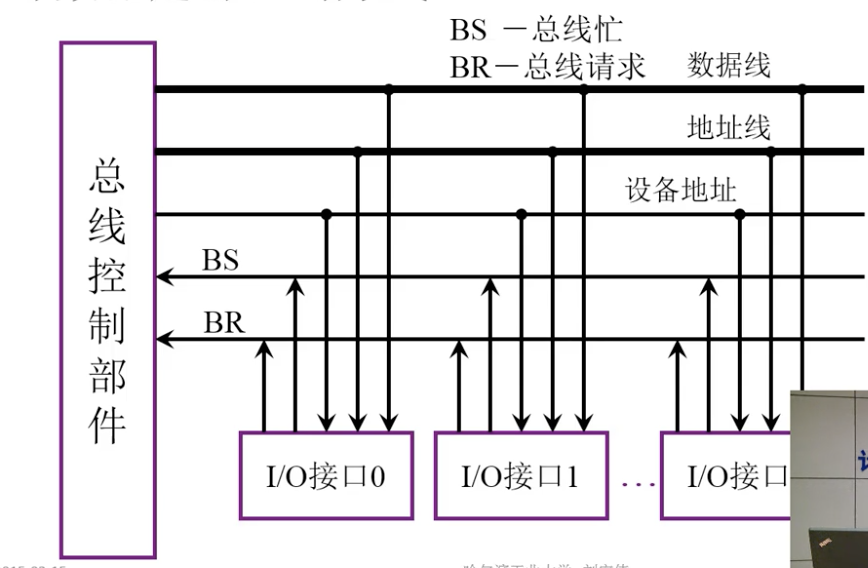 BS －总线忙
BR－总线请求
数据线
地址线
设备地址
总线控制部件
BS
BR
I/O接口0
I/O接口1
…
I/O接口